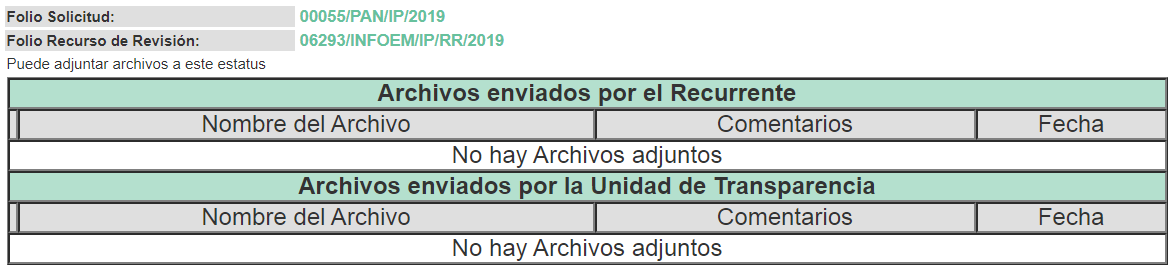 Folio Solicitud: 00055/PAN/IP/2019
Folio Recurso de Revisión: 06293/INFOEM/IP/RR/2019
Puede adjuntar archivos a este estatus
Archivos enviados por el Recurrente
Nombre del Archivo Comentarios Fecha
No hay Archivos adjuntos
Archivos enviados por la Unidad de Transparencia
Nombre del Archivo Comentarios Fecha
No hay Archivos adjuntos